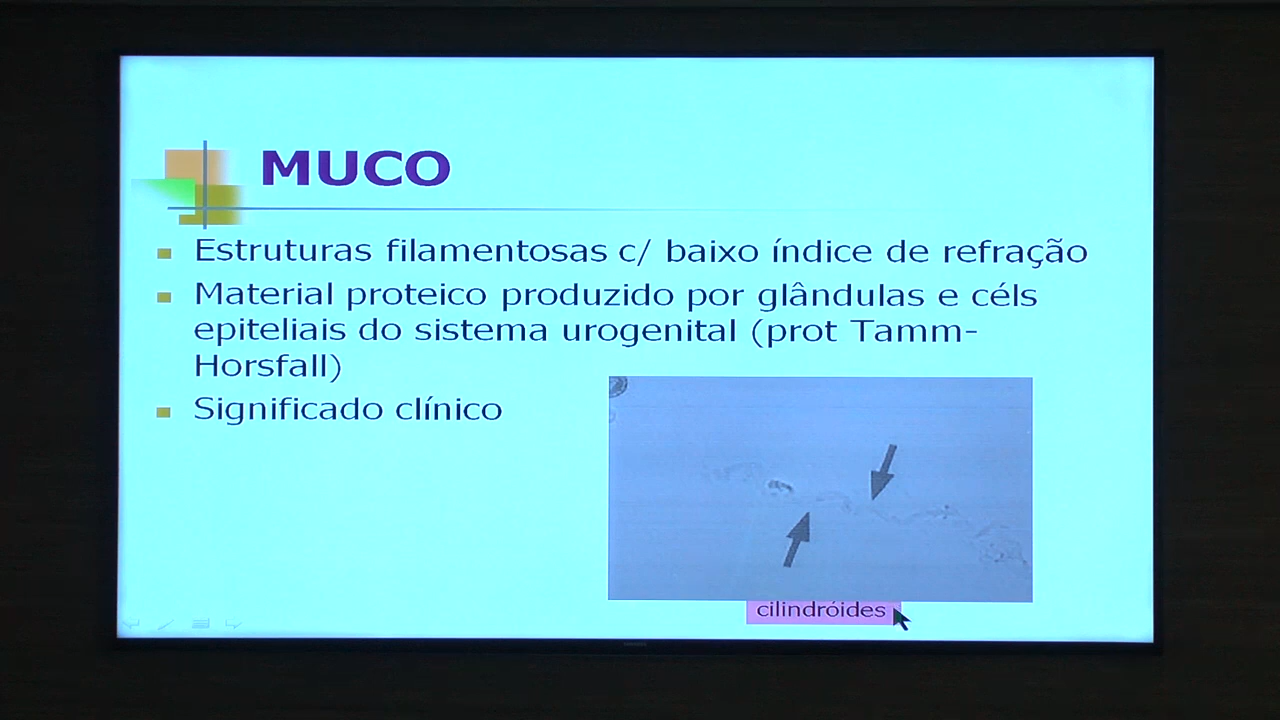 MUCO
Estruturas filamentosas c/ baixo índice de refração
Material proteico produzido por glândulas e céls
epiteliais do sistema urogenital (prot Tamm-
Horsfall)
Significado clínico
cilindróides